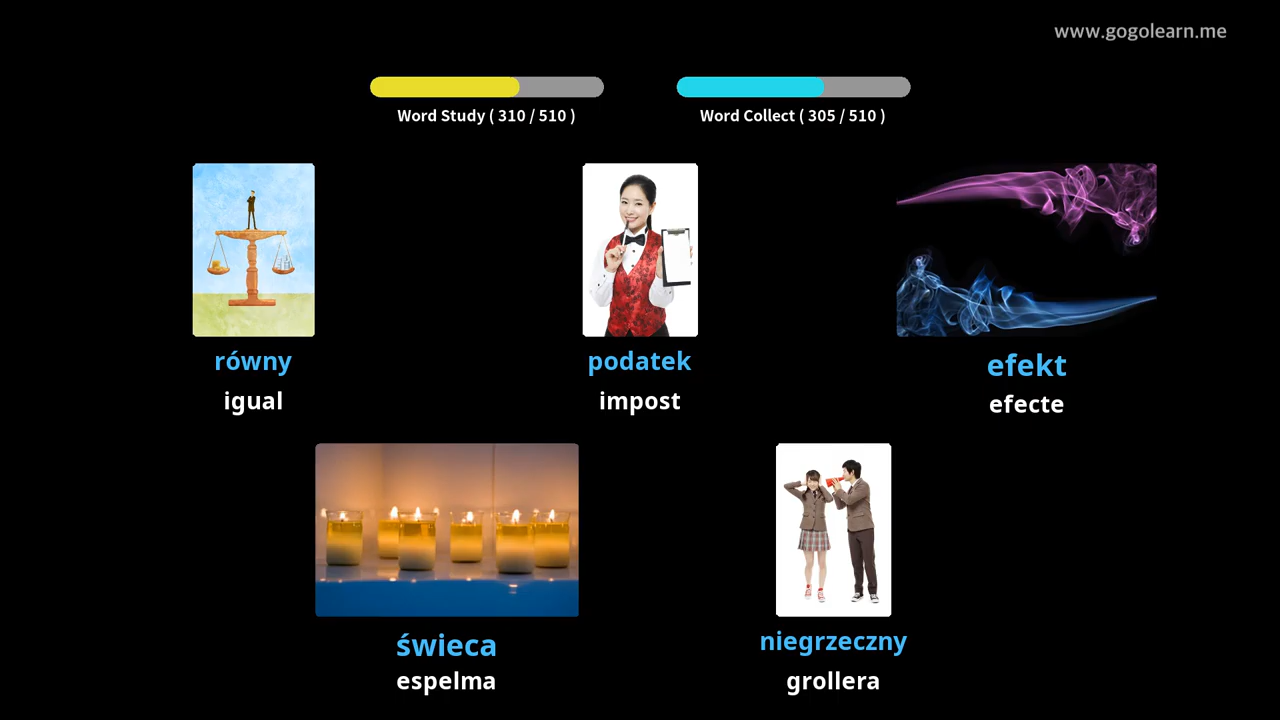 www.gogolearn.me
Word Study ( 310 / 510 )
Word Collect ( 305 / 510 )
równy
igual
podatek
impost
efekt
efecte
świeca
espelma
niegrzeczny
grollera